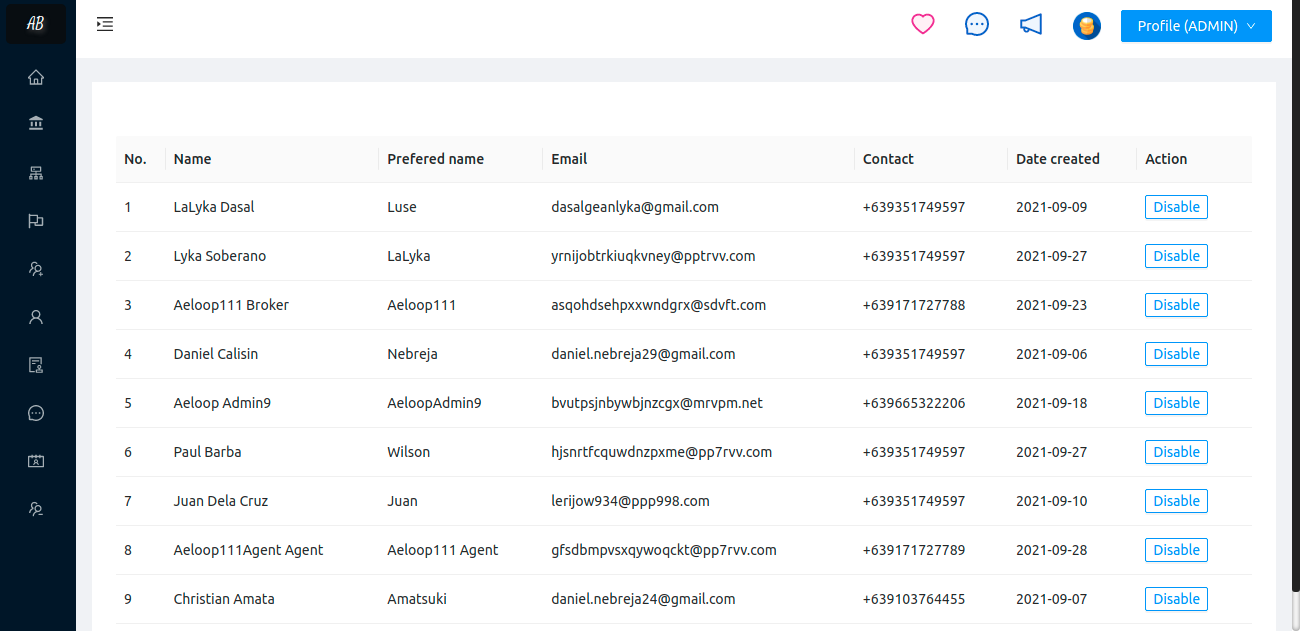 AB
Profile (ADMIN)
No. Name Prefered name Email Contact Date created Action
1 LaLyka Dasal Luse dasalgeanlyka@gmail.com +639351749597 2021-09-09 Disable
2 Lyka Soberano LaLyka yrnijobtrkiuqkvney@pptrvv.com +639351749597 2021-09-27 Disable
3 Aeloop111 Broker Aeloop111 asqohdsehpxxwndgrx@sdvft.com +639171727788 2021-09-23 Disable
4 Daniel Calisin Nebreja daniel.nebreja29@gmail.com +639351749597 2021-09-06 Disable
5 Aeloop Admin9 AeloopAdmin9 bvutpsjnbywbjnzcgx@mrvpm.net +639665322206 2021-09-18 Disable
6 Paul Barba Wilson hjsnrtfcquwdnzpxme@pp7rvv.com +639351749597 2021-09-27 Disable
7 Juan Dela Cruz Juan lerijow934@ppp998.com +639351749597 2021-09-10 Disable
8 Aeloop111Agent Agent Aeloop111 Agent gfsdbmpvsxqywoqckt@pp7rvv.com +639171727789 2021-09-28 Disable
9 Christian Amata Amatsuki daniel.nebreja24@gmail.com +639103764455 2021-09-07 Disable